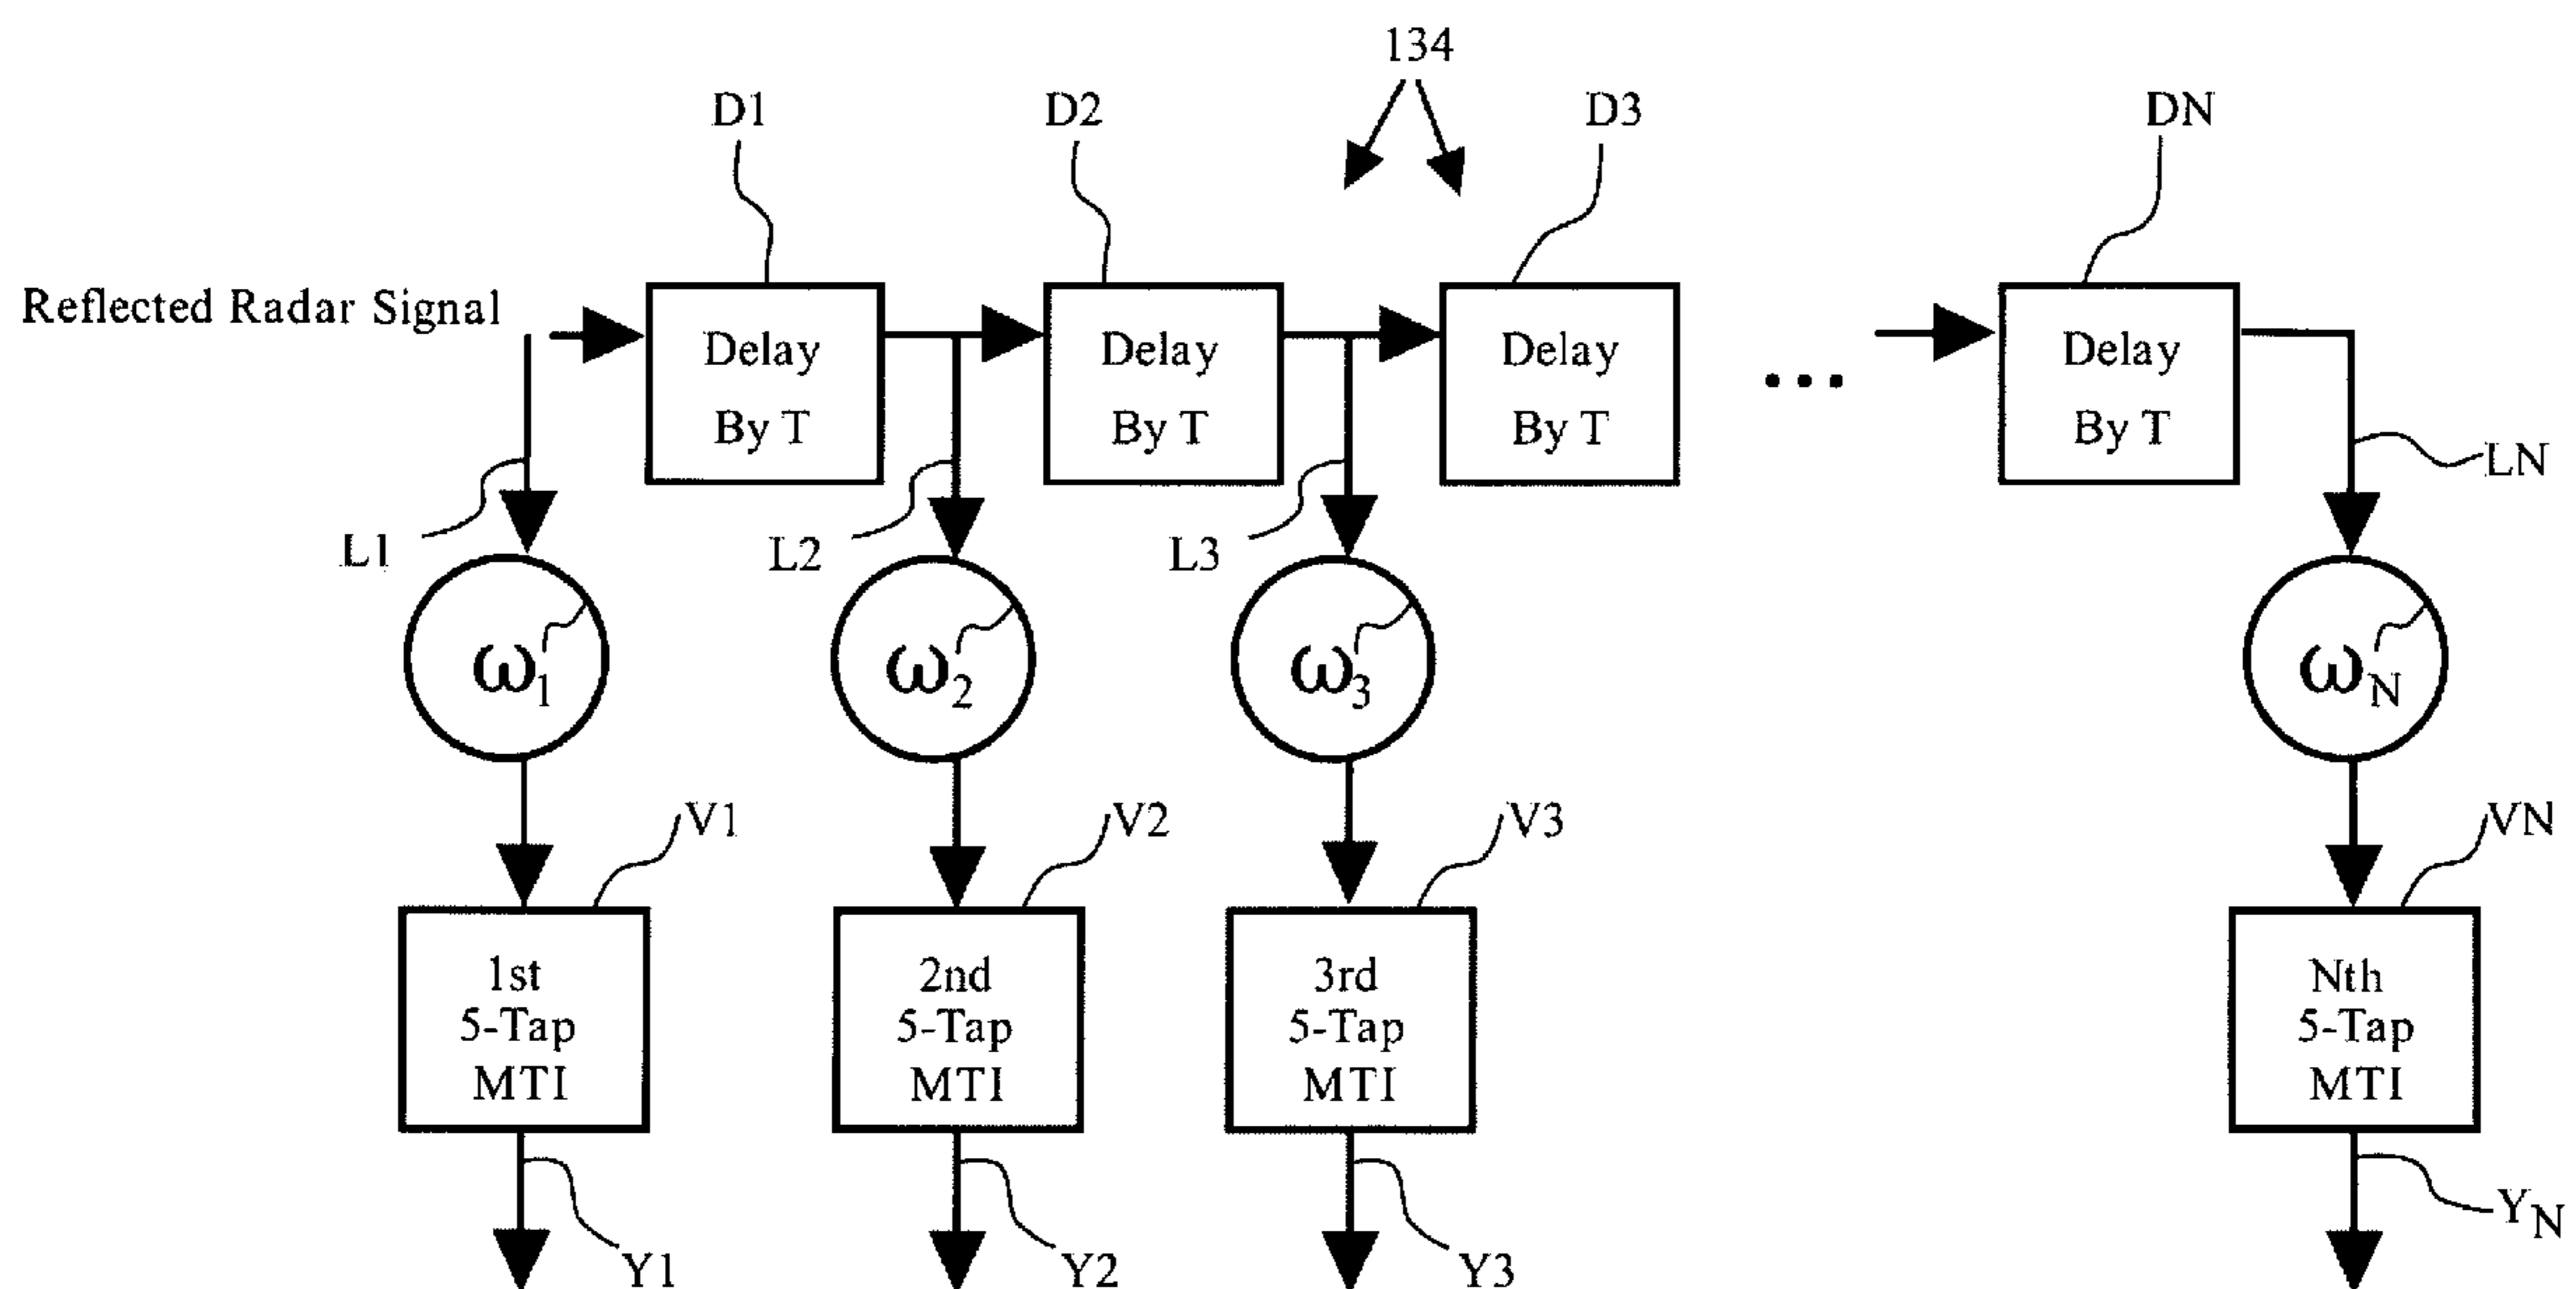 134
D1
D2
D3
DN
Reflected Radar Signal
Delay
By T
Delay
By T
Delay
By T
...
Delay
By T
L1
L2
L3
LN
ω1
ω2
ω3
ωN
V1
V2
V3
VN
1st
5-Tap
MTI
2nd
5-Tap
MTI
3rd
5-Tap
MTI
Nth
5-Tap
MTI
Y1
Y2
Y3
YN